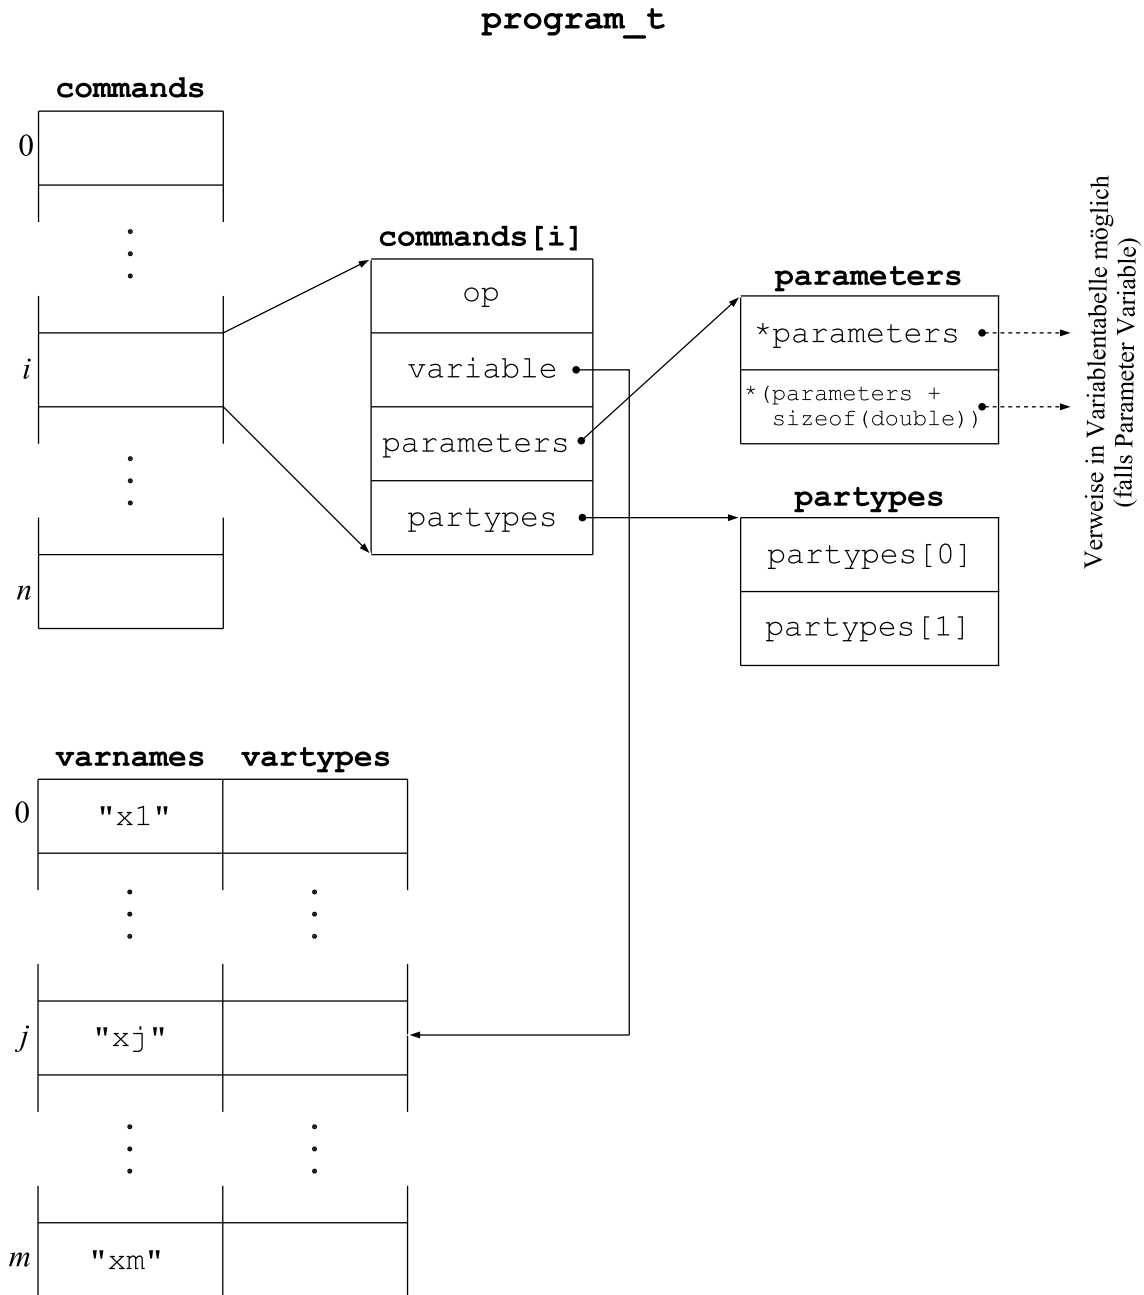 program_t
commands
0
i
n
commands[i]
op
variable
parameters
partypes
parameters
*parameters
*(parameters +
sizeof(double))
partypes
partypes[0]
partypes[1]
Verweise in Variablentabelle möglich
(falls Parameter Variable)
varnames vartypes
0 "x1"
j "xj"
m "xm"